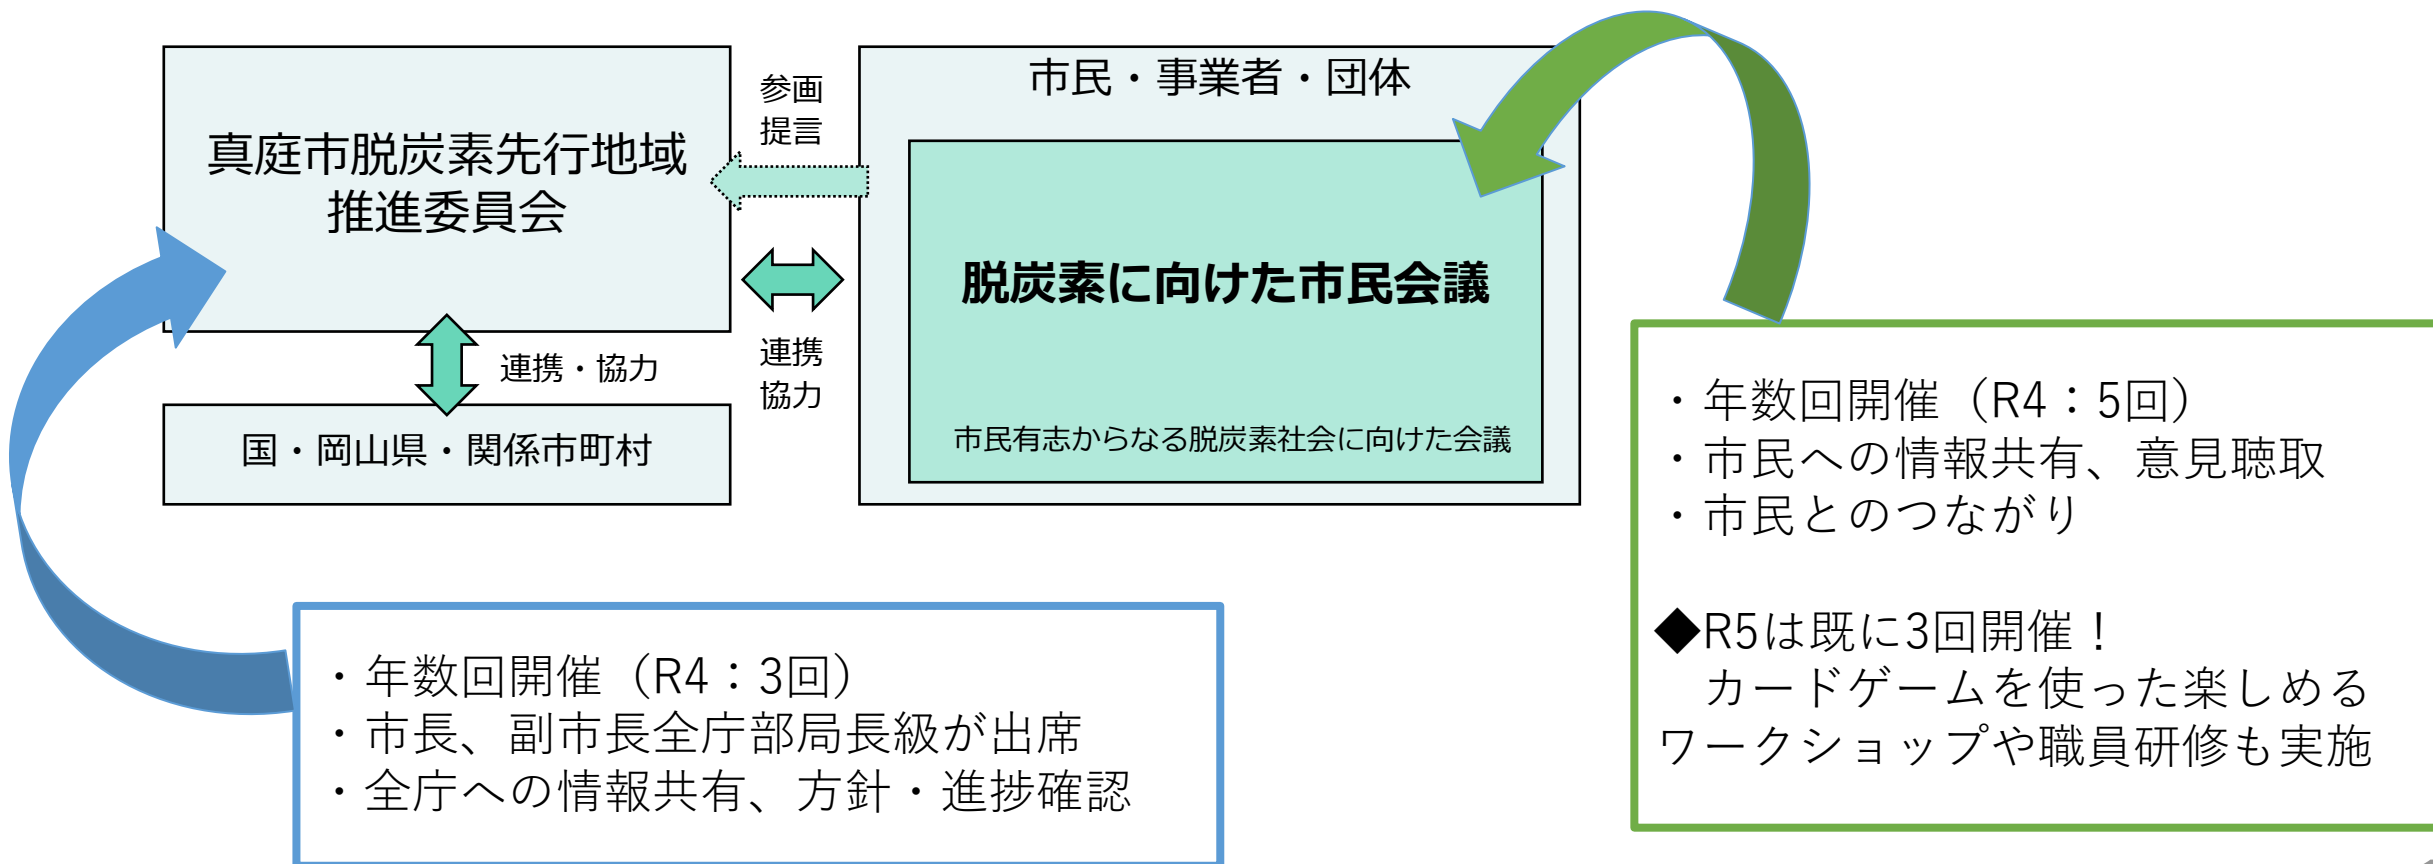 真庭市脱炭素先行地域
推進委員会
参画
提言
市民・事業者・団体
脱炭素に向けた市民会議
市民有志からなる脱炭素社会に向けた会議
連携
協力
連携・協力
国・岡山県・関係市町村
・年数回開催（R4：3回）
・市長、副市長全庁部局長級が出席
・全庁への情報共有、方針・進捗確認
・年数回開催（R4：5回）
・市民への情報共有、意見聴取
・市民とのつながり
◆R5は既に3回開催！
　カードゲームを使った楽しめる
ワークショップや職員研修も実施